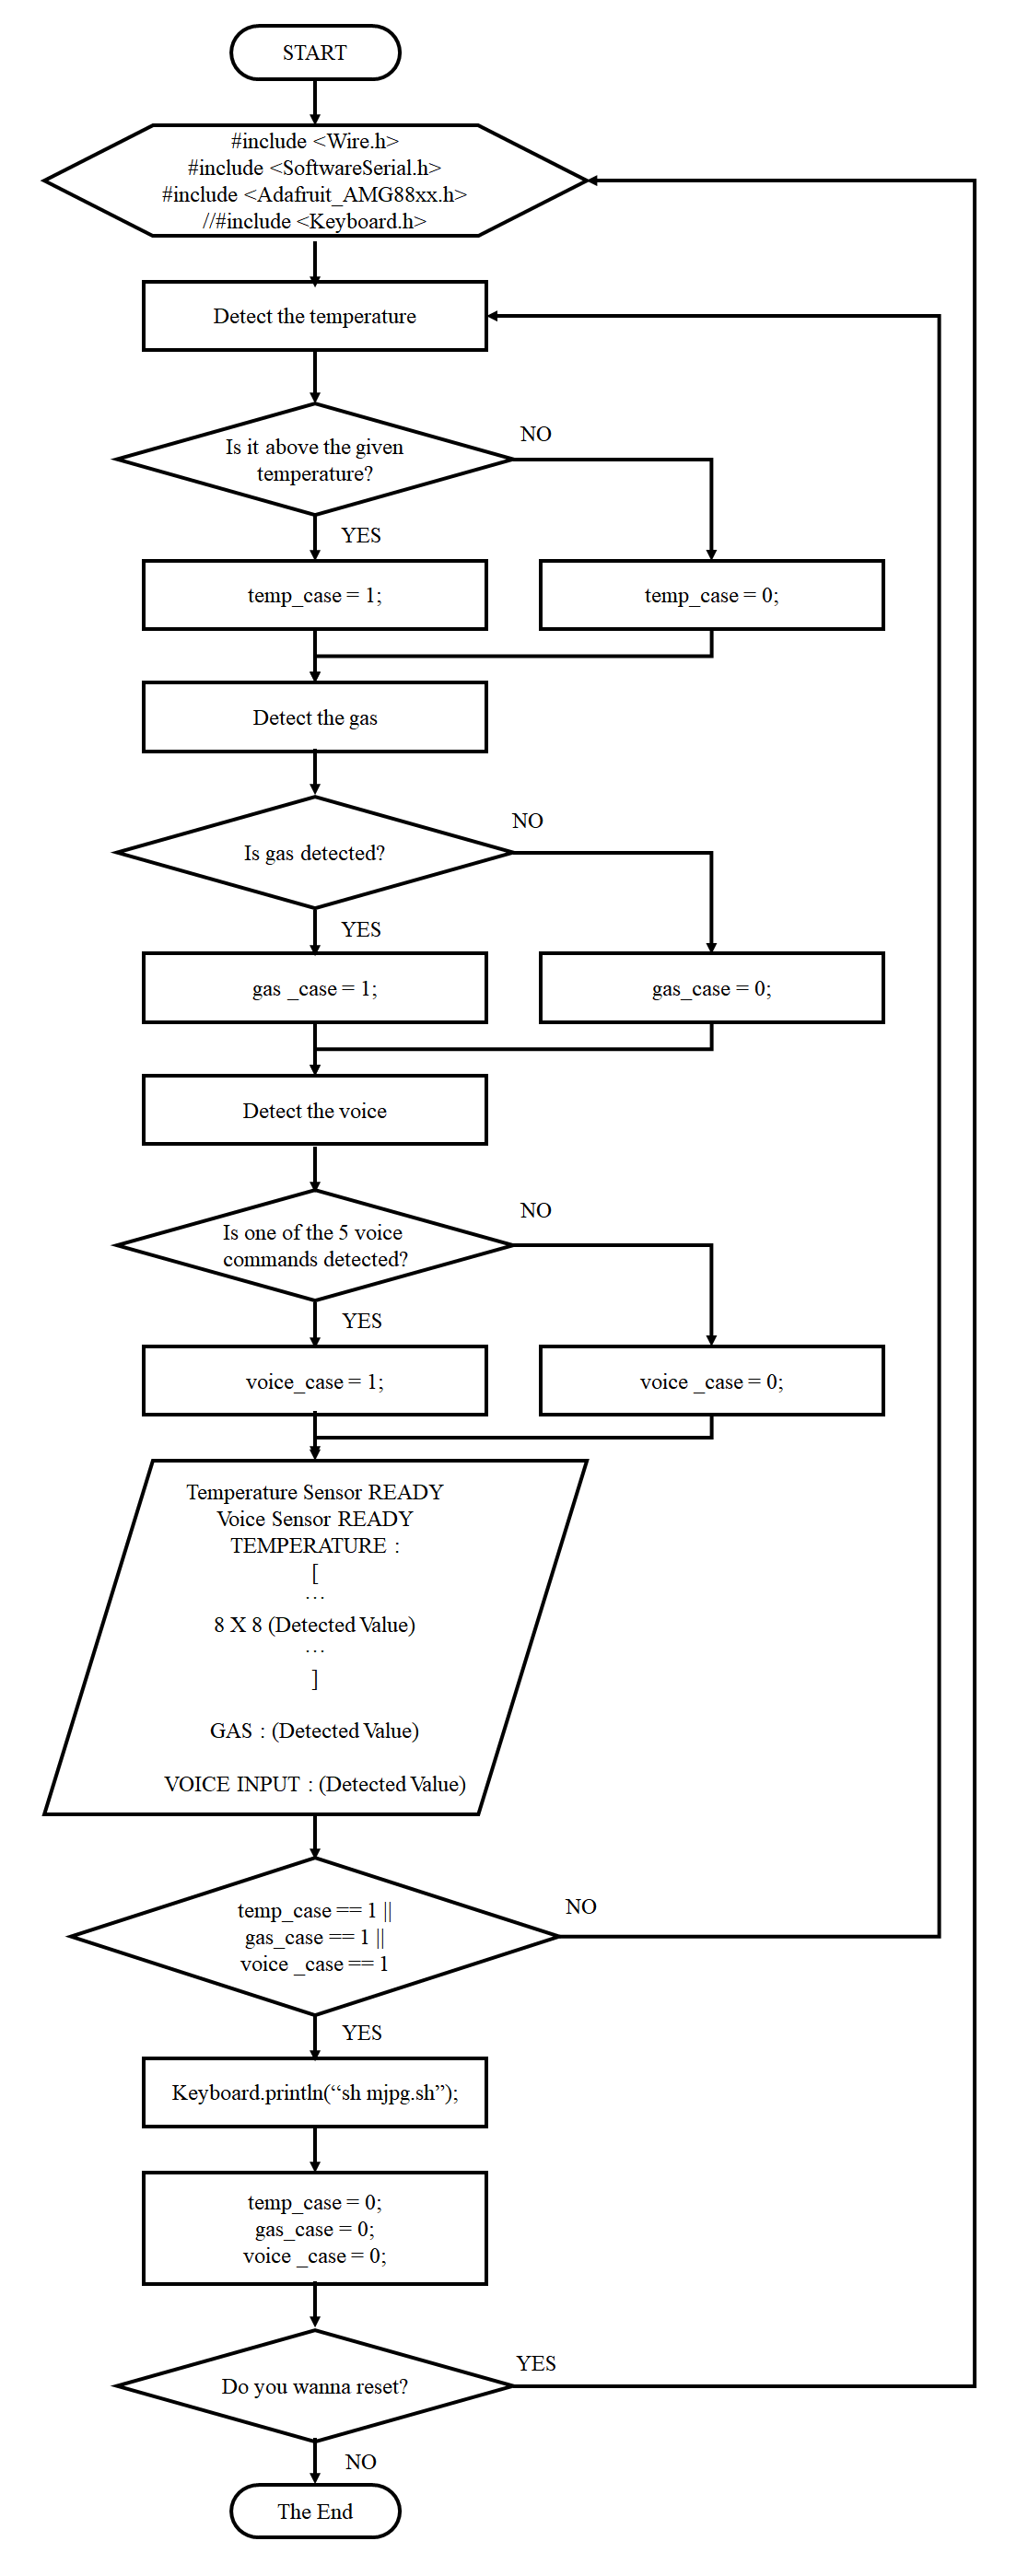 START
#include <Wire.h>
#include <SoftwareSerial.h>
#include <Adafruit_AMG88xx.h>
//#include <Keyboard.h>
Detect the temperature
Is it above the given
temperature?
NO
YES
temp_case = 1;
temp_case = 0;
Detect the gas
Is gas detected?
NO
YES
gas _case = 1;
gas_case = 0;
Detect the voice
Is one of the 5 voice
commands detected?
NO
YES
voice_case = 1;
voice _case = 0;
Temperature Sensor READY
Voice Sensor READY
TEMPERATURE :
[
…
8 X 8 (Detected Value)
…
]
GAS : (Detected Value)
VOICE INPUT : (Detected Value)
temp_case == 1 ||
gas_case == 1 ||
voice _case == 1
NO
YES
Keyboard.println(“sh mjpg.sh”);
temp_case = 0;
gas_case = 0;
voice _case = 0;
Do you wanna reset?
YES
NO
The End